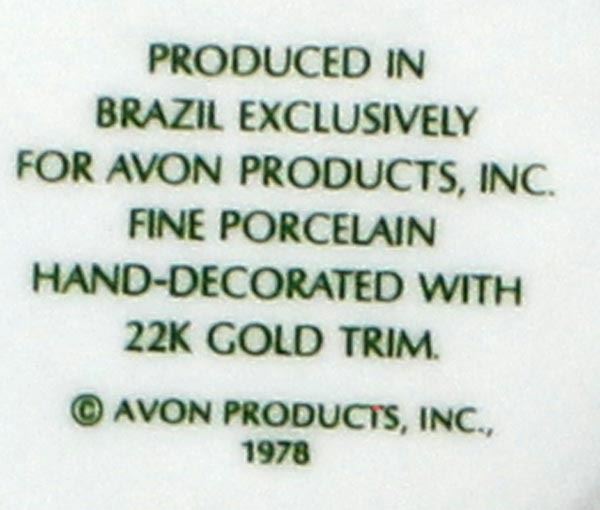 PRODUCED IN
BRAZIL EXCLUSIVELY
FOR AVON PRODUCTS, INC.
FINE PORCELAIN
HAND-DECORATED WITH
22K GOLD TRIM.
© AVON PRODUCTS, INC.,
1978